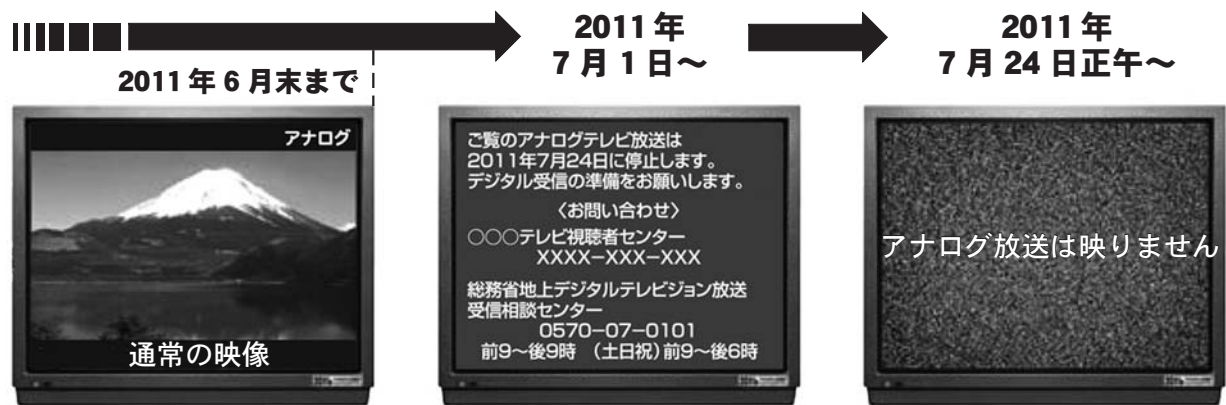 2011年
7月1日～
2011年
7月24日正午～
2011年6月末まで
アナログ
通常の映像
ご覧のアナログテレビ放送は
2011年7月24日に停止します。
デジタル受信の準備をお願いします。
〈お問い合わせ〉
○○○テレビ視聴者センター
XXXX-XXX-XXX
総務省地上デジタルテレビジョン放送
受信相談センター
0570-07-0101
前9～後9時 （土日祝）前9～後6時
アナログ放送は映りません